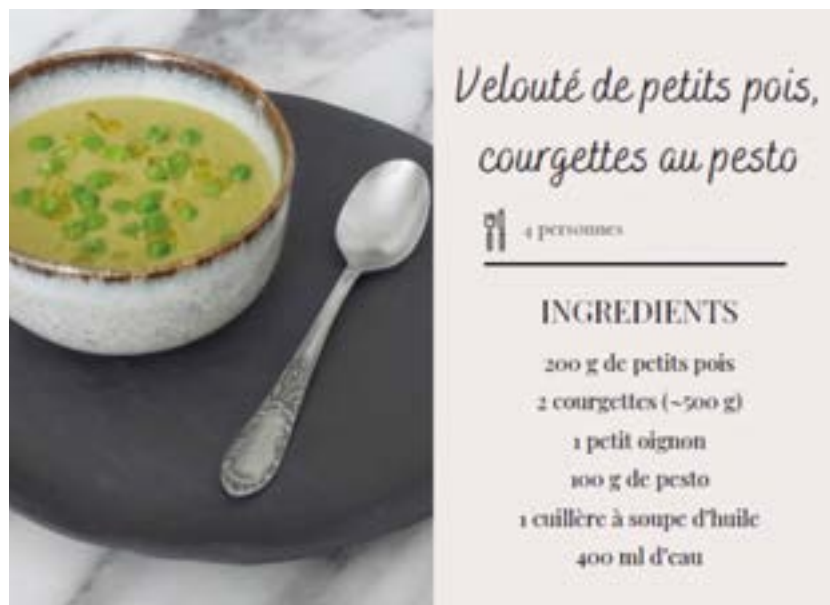 Velouté de petits pois,
courgettes au pesto
4 personnes
INGREDIENTS
200 g de petits pois
2 courgettes (~500 g)
1 petit oignon
100 g de pesto
1 cuillère à soupe d'huile
400 ml d'eau